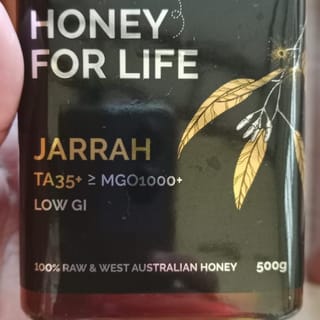 HONEY
FOR LIFE
JARRAH
TA35+ ≥ MGO1000+
LOW GI
100% RAW & WEST AUSTRALIAN HONEY 500g